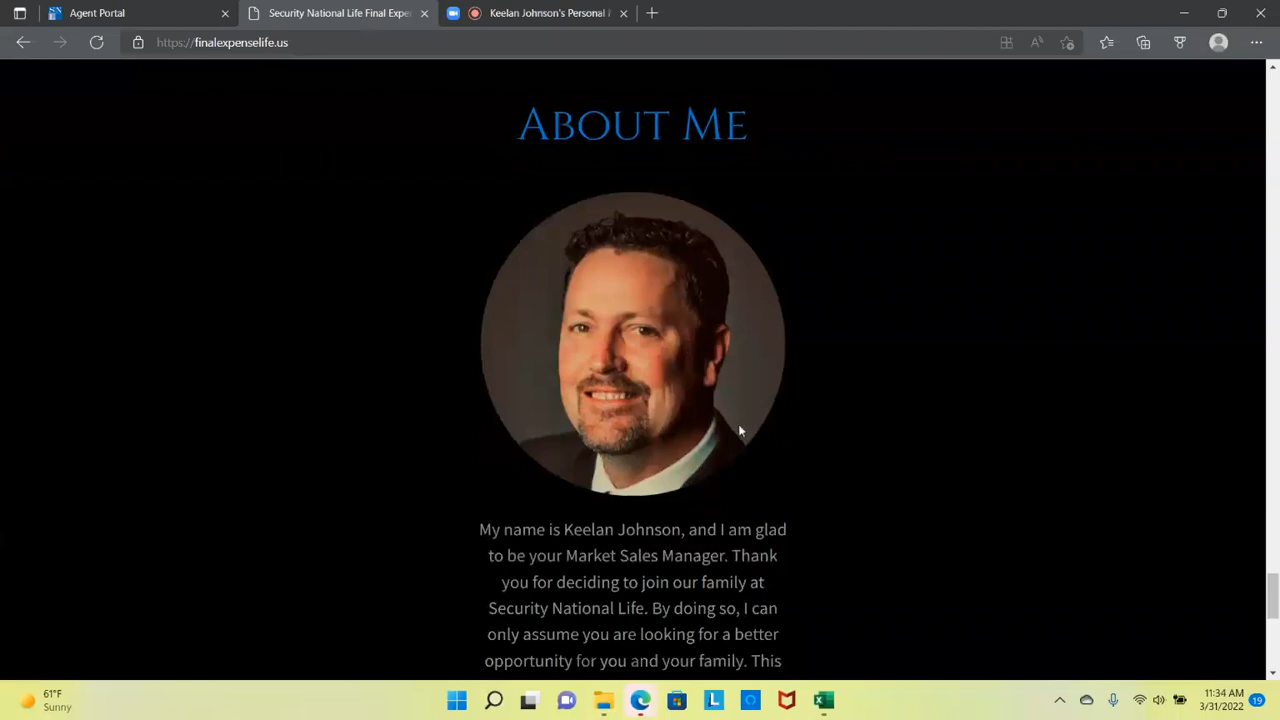 Agent Portal
Security National Life Final Expen
Keelan Johnson's Personal
https://finalexpenselife.us
About Me
My name is Keelan Johnson, and I am glad
to be your Market Sales Manager. Thank
you for deciding to join our family at
Security National Life. By doing so, I can
only assume you are looking for a better
opportunity for you and your family. This
61°F
Sunny
11:34 AM
3/31/2022
19